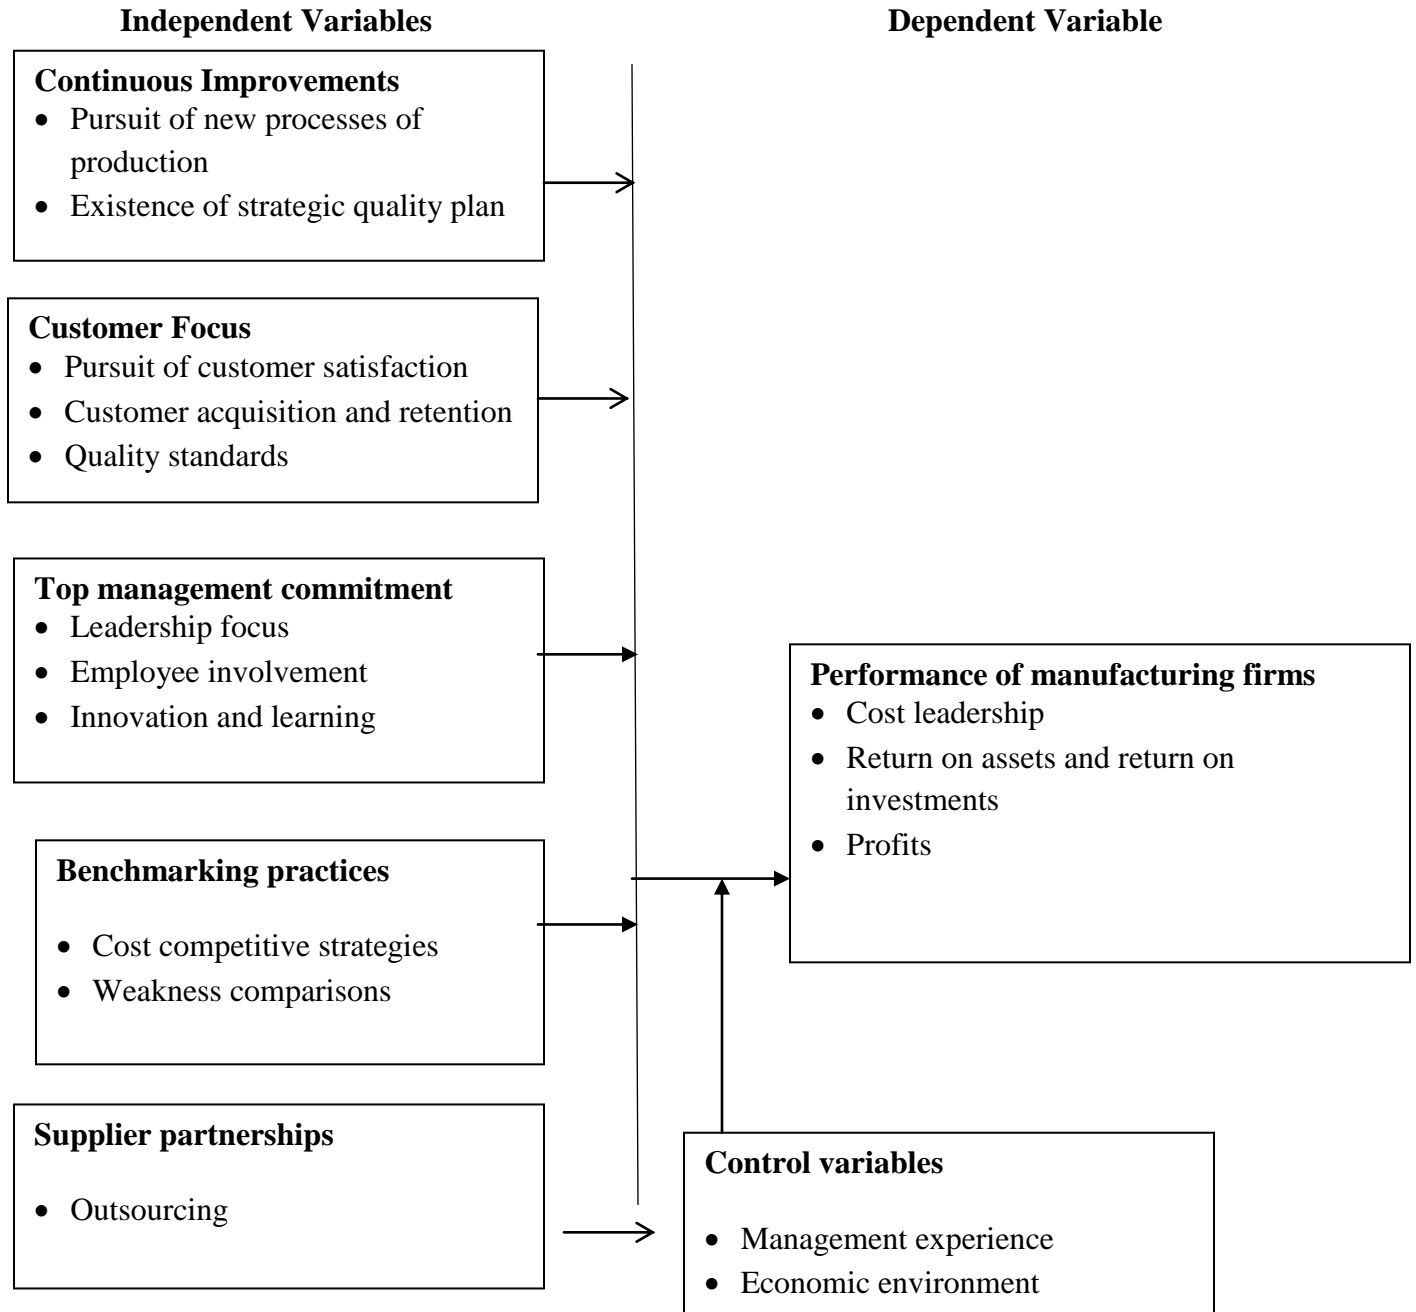 Independent Variables
Dependent Variable
Continuous Improvements
• Pursuit of new processes of
production
• Existence of strategic quality plan
Customer Focus
• Pursuit of customer satisfaction
• Customer acquisition and retention
• Quality standards
Top management commitment
• Leadership focus
• Employee involvement
• Innovation and learning
Performance of manufacturing firms
• Cost leadership
• Return on assets and return on
investments
• Profits
Benchmarking practices
• Cost competitive strategies
• Weakness comparisons
Supplier partnerships
• Outsourcing
Control variables
• Management experience
• Economic environment